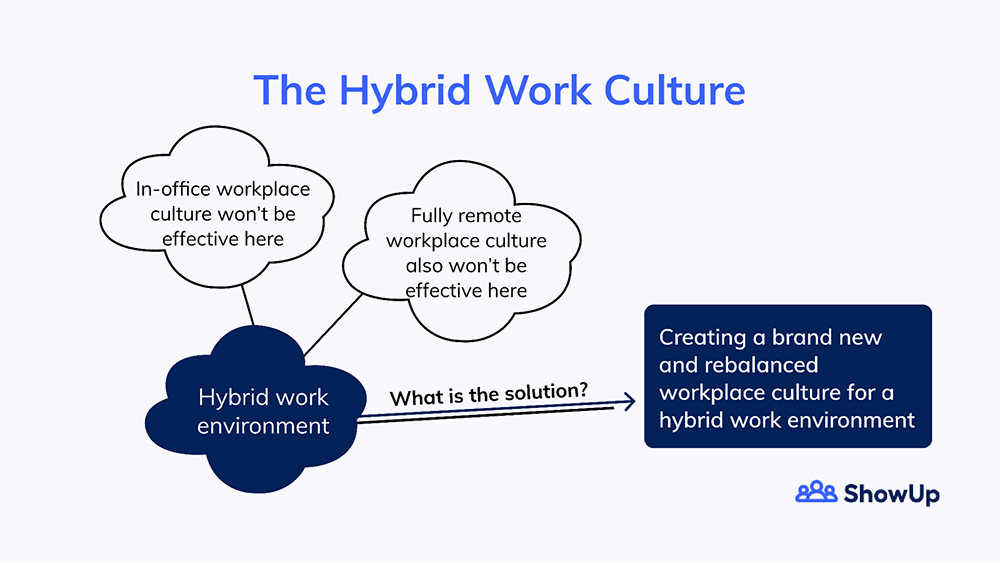 The Hybrid Work Culture
In-office workplace
culture won't be
effective here
Fully remote
workplace culture
also won't be
effective here
Hybrid work
environment
What is the solution?
Creating a brand new
and rebalanced
workplace culture for a
hybrid work environment
ShowUp